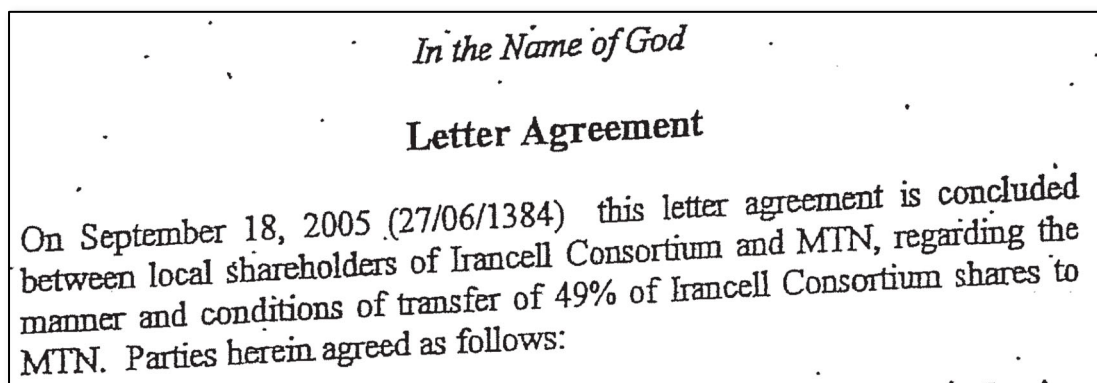 In the Name of God
Letter Agreement
On September 18, 2005 (27/06/1384) this letter agreement is concluded
between local shareholders of Irancell Consortium and MTN, regarding the
manner and conditions of transfer of 49% of Irancell Consortium shares to
MTN. Parties herein agreed as follows: